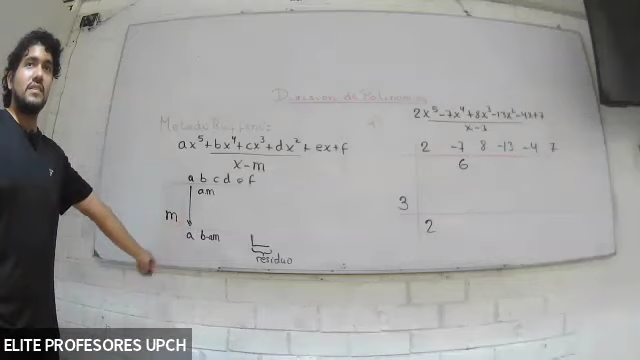 División de Polinomios
Metodo Ruffini:
ax⁵+bx⁴+cx³+dx²+ex+f
x-m
a b c d e f
am
m
a b-am
residuo
2x⁵-7x⁴+8x³-13x²-4x+7
x-3
2 -7 8 -13 -4 7
6
3
2
ELITE PROFESORES UPCH